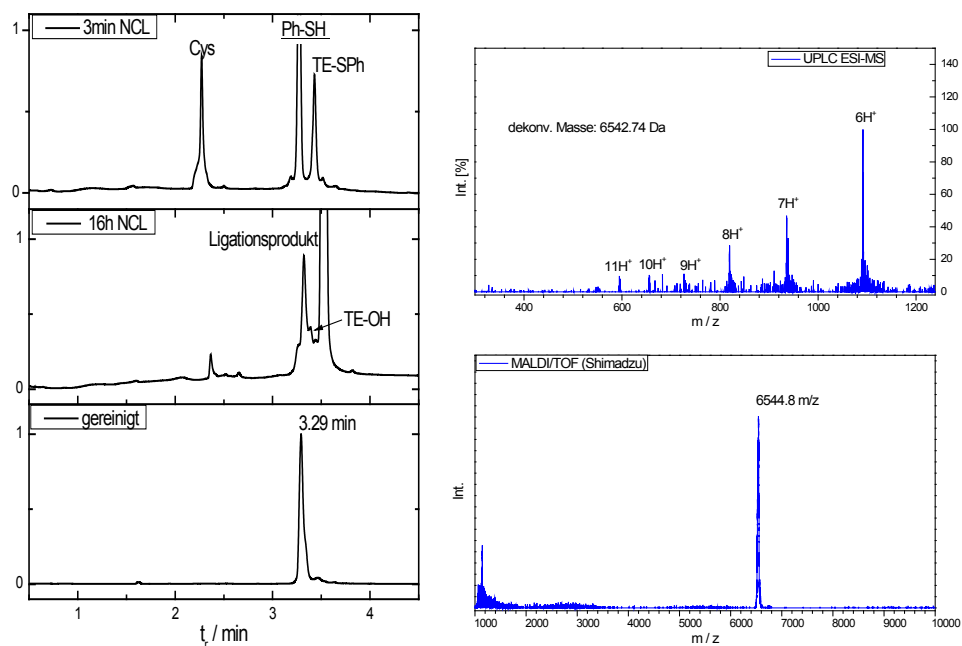 1
3min NCL
Ph-SH
Cys
TE-SPh
0
1
16h NCL
Ligationsprodukt
TE-OH
0
1
gereinigt
3.29 min
0
1 2 3 4
tr / min
UPLC ESI-MS
dekonv. Masse: 6542.74 Da
6H+
7H+
8H+
9H+
10H+
11H+
Int. [%]
140
120
100
80
60
40
20
0
400 600 800 1000 1200
m / z
MALDI/TOF (Shimadzu)
6544.8 m/z
Int.
1000 2000 3000 4000 5000 6000 7000 8000 9000 10000
m / z